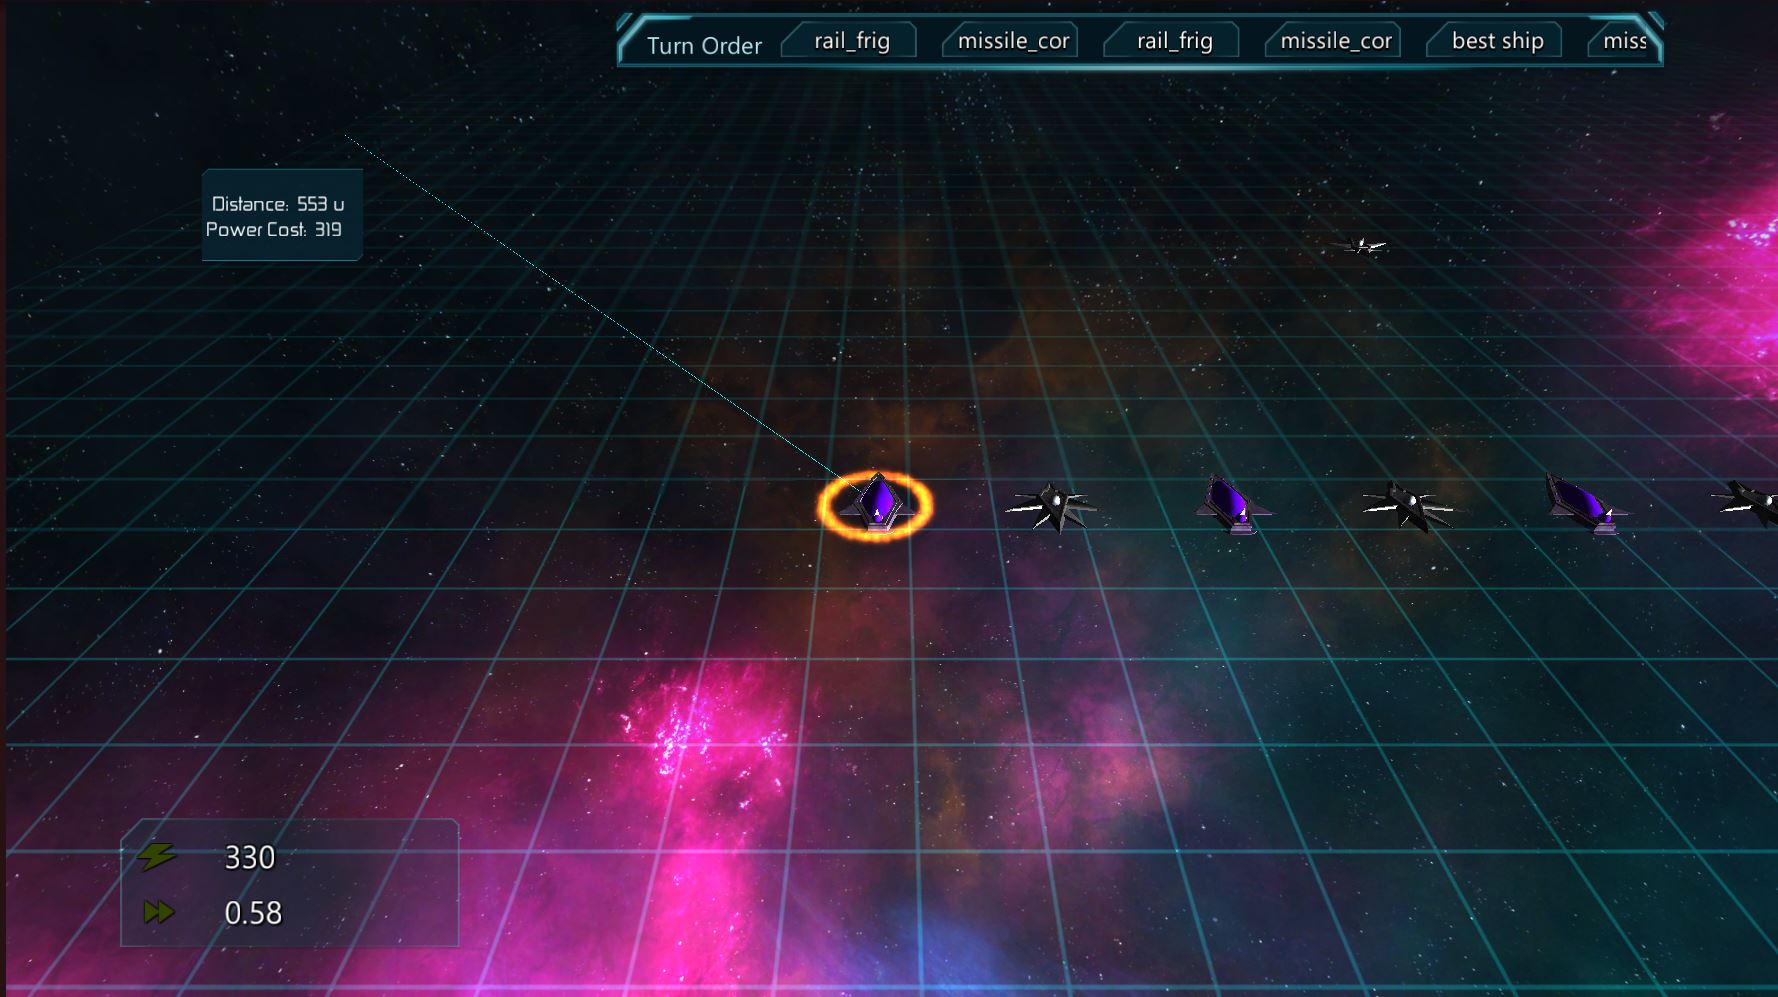 Turn Order
rail_frig
missile_cor
rail_frig
missile_cor
best ship
miss
Distance: 553 u
Power Cost: 319
330
0.58